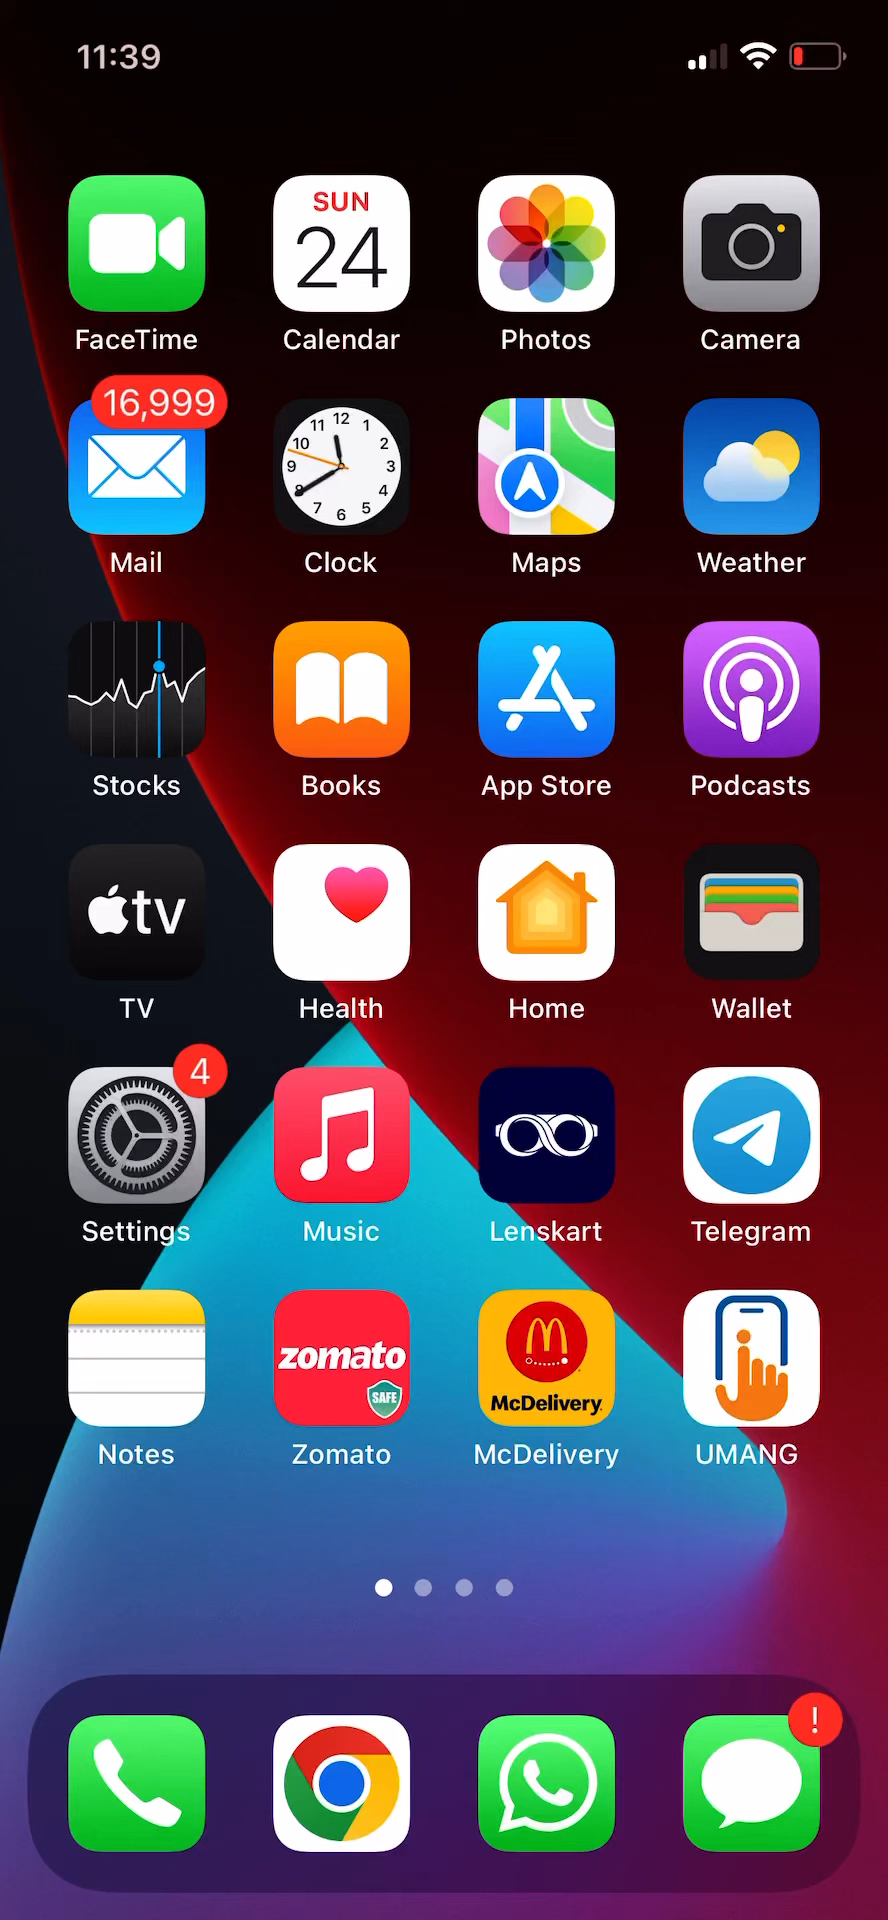 11:39
SUN
24
FaceTime
Calendar
Photos
Camera
16,999
12
11
1
10
2
9
3
8
4
7
6
5
Mail
Clock
Maps
Weather
Stocks
Books
App Store
Podcasts
tv
TV
Health
Home
Wallet
4
Settings
Music
Lenskart
Telegram
zomato
SAFE
McDelivery
Notes
Zomato
McDelivery
UMANG
!